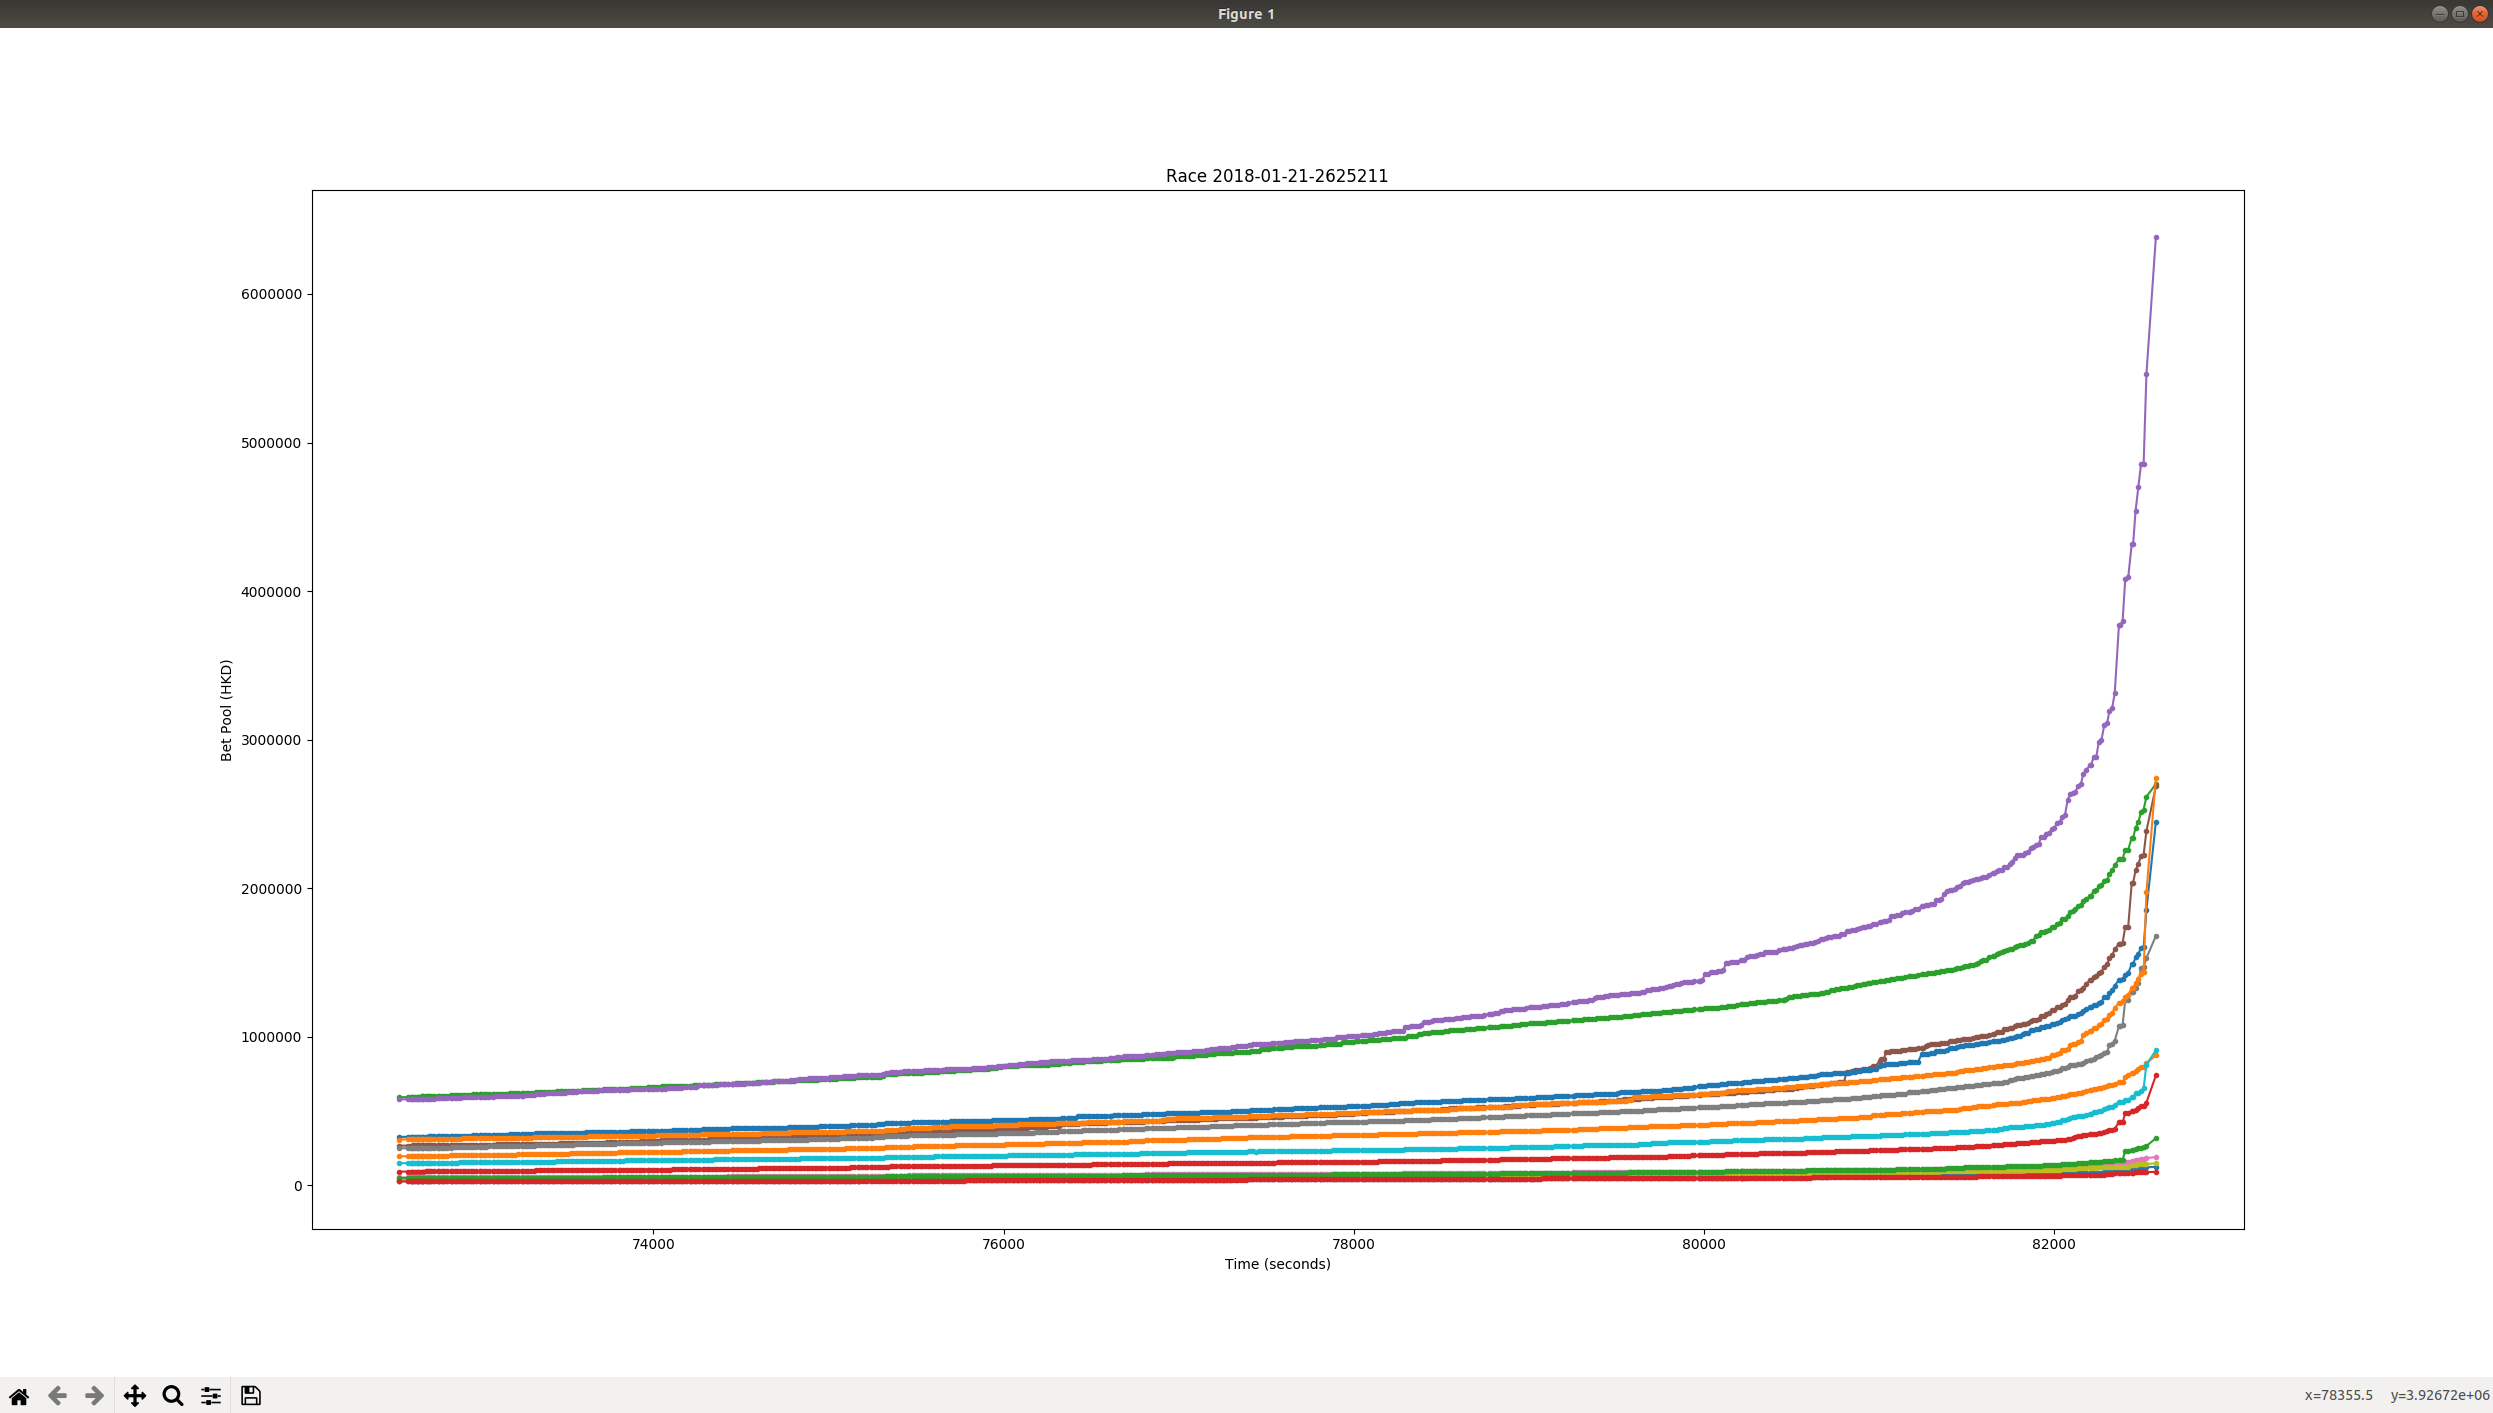 Figure 1
Race 2018-01-21-2625211
6000000
5000000
4000000
3000000
2000000
1000000
0
Bet Pool (HKD)
74000 76000 78000 80000 82000
Time (seconds)
x=78355.5 y=3.92672e+06